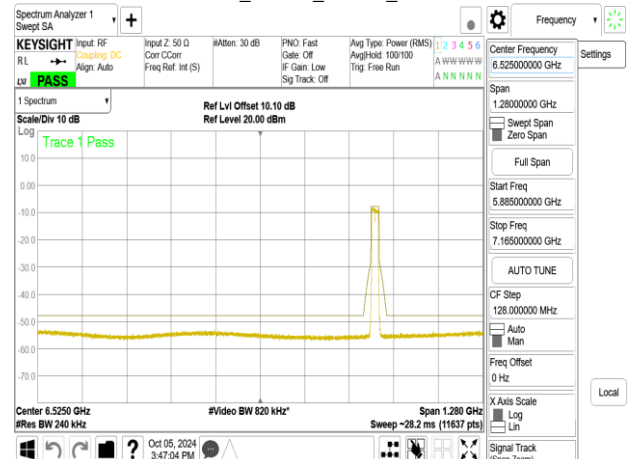 Spectrum Analyzer 1
Swept SA
Frequency
KEYSIGHT
RL
LNI PASS
Input: RF
Coupling: DC
Align: Auto
Input Z: 50 Ω
Corr CCorr
Freq Ref: Int (S)
#Atten: 30 dB
PNO: Fast
Gate: Off
IF Gain: Low
Sig Track: Off
Avg Type: Power (RMS)
Avg|Hold: 100/100
Trig: Free Run
1 2 3 4 5 6
A W W W W W
A N N N N N
Center Frequency
6.525000000 GHz
Settings
Span
1.28000000 GHz
Swept Span
Zero Span
Full Span
Start Freq
5.885000000 GHz
Stop Freq
7.165000000 GHz
AUTO TUNE
CF Step
128.000000 MHz
Auto
Man
Freq Offset
0 Hz
X Axis Scale
Log
Lin
Local
Signal Track
(Span Zoom)
1 Spectrum
Scale/Div 10 dB
Log
Ref Lvl Offset 10.10 dB
Ref Level 20.00 dBm
Trace 1 Pass
10.0
0.00
-10.0
-20.0
-30.0
-40.0
-50.0
-60.0
-70.0
Center 6.5250 GHz
#Res BW 240 kHz
#Video BW 820 kHz*
Span 1.280 GHz
Sweep ~28.2 ms (11637 pts)
?
Oct 05, 2024
3:47:04 PM